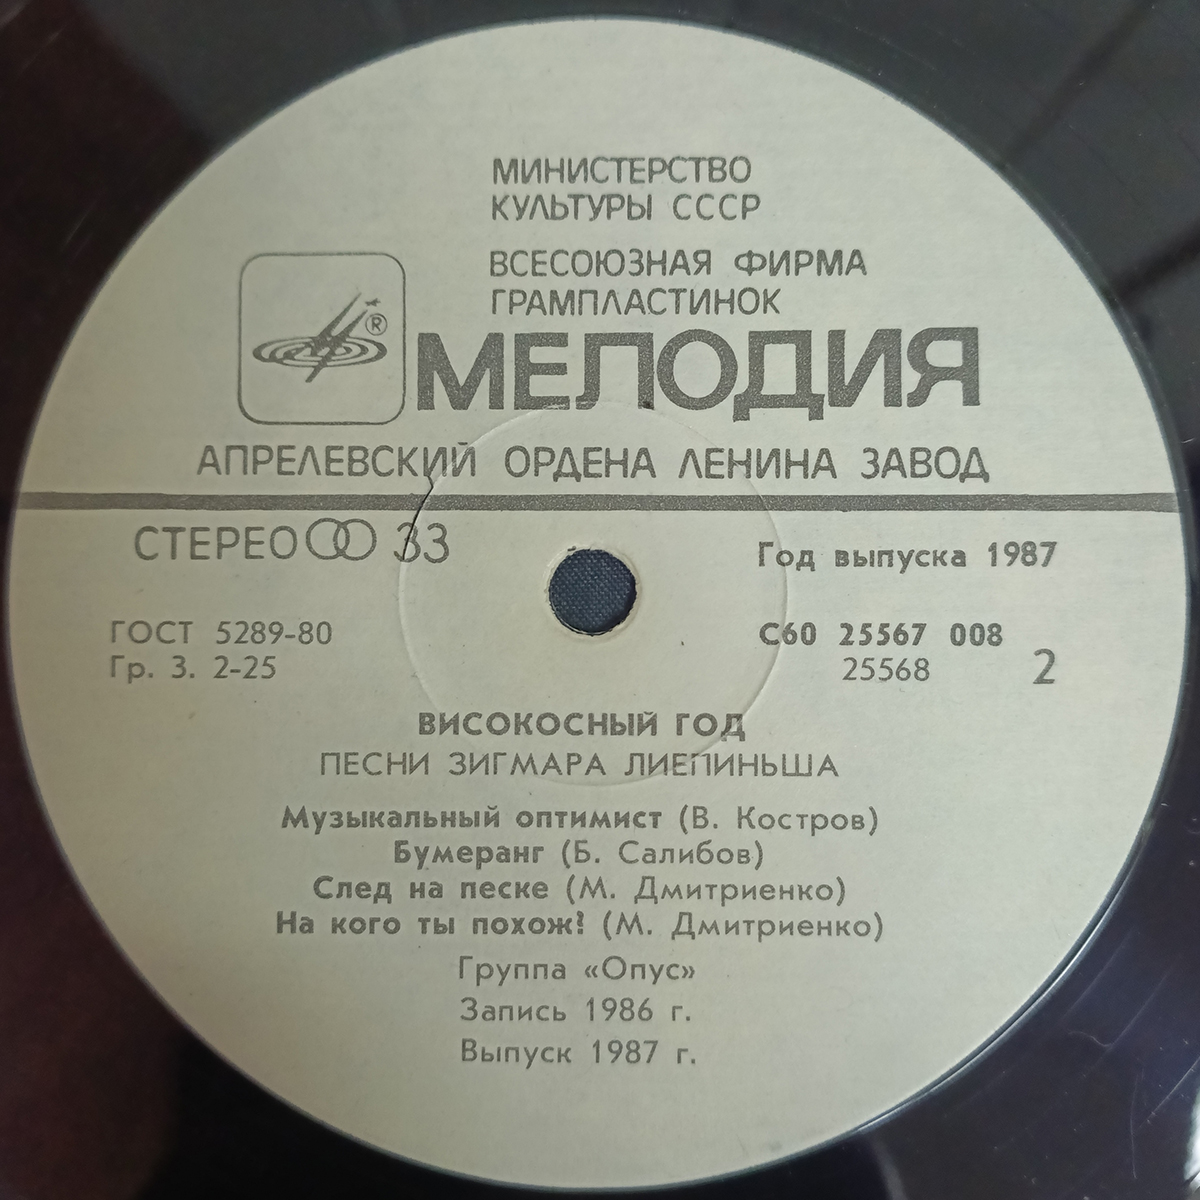 МИНИСТЕРСТВО
КУЛЬТУРЫ СССР
ВСЕСОЮЗНАЯ ФИРМА
ГРАМПЛАСТИНОК
®
МЕЛОДИЯ
АПРЕЛЕВСКИЙ ОРДЕНА ЛЕНИНА ЗАВОД
СТЕРЕО 33
Год выпуска 1987
ГОСТ 5289-80
Гр. 3. 2-25
С60 25567 008
25568 2
ВИСОКОСНЫЙ ГОД
ПЕСНИ ЗИГМАРА ЛИЕПИНЬША
Музыкальный оптимист (В. Костров)
Бумеранг (Б. Салибов)
След на песке (М. Дмитриенко)
На кого ты похож? (М. Дмитриенко)
Группа «Опус»
Запись 1986 г.
Выпуск 1987 г.